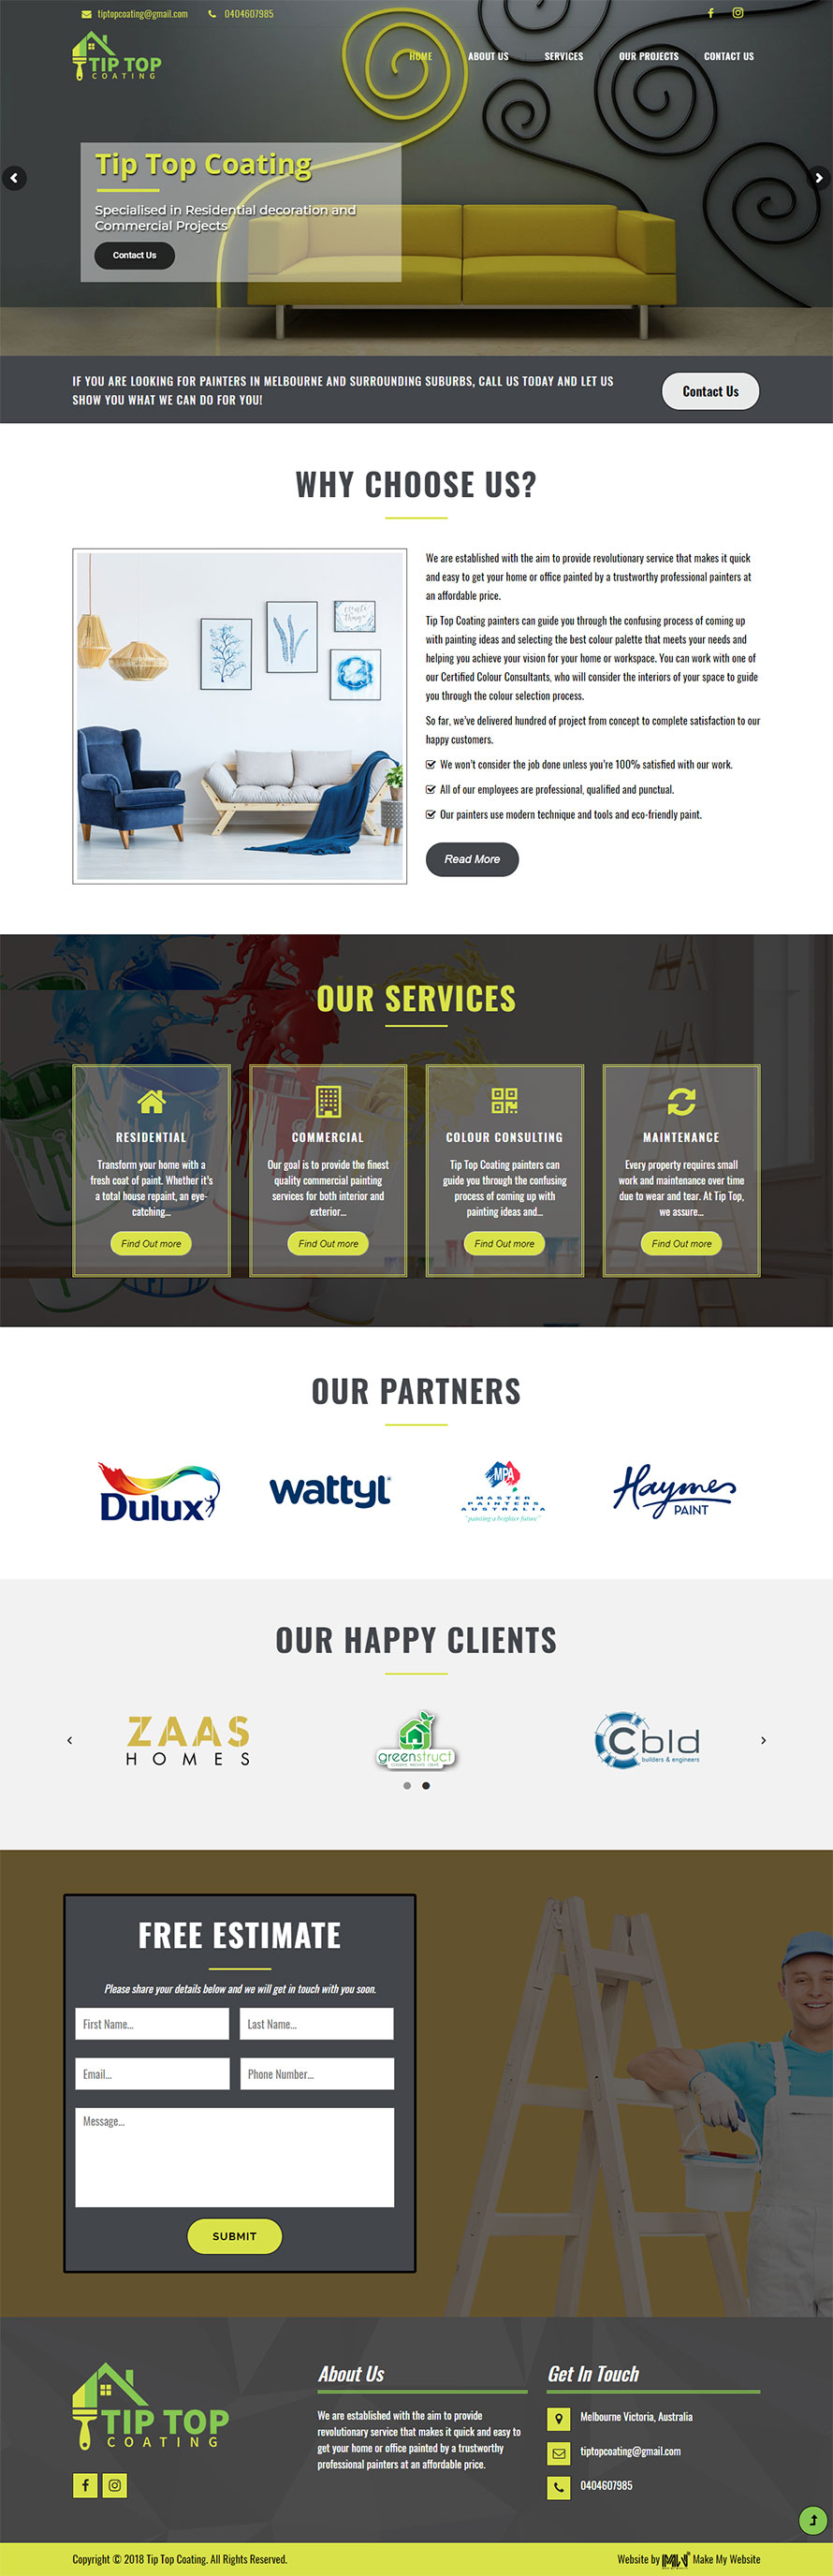 tiptopcoating@gmail.com 0404607985
TIP TOP
COATING
HOME ABOUT US SERVICES OUR PROJECTS CONTACT US
Tip Top Coating
Specialised in Residential decoration and
Commercial Projects
Contact Us
IF YOU ARE LOOKING FOR PAINTERS IN MELBOURNE AND SURROUNDING SUBURBS, CALL US TODAY AND LET US
SHOW YOU WHAT WE CAN DO FOR YOU!
Contact Us
WHY CHOOSE US?
We are established with the aim to provide revolutionary service that makes it quick
and easy to get your home or office painted by a trustworthy professional painters at
an affordable price.
Tip Top Coating painters can guide you through the confusing process of coming up
with painting ideas and selecting the best colour palette that meets your needs and
helping you achieve your vision for your home or workspace. You can work with one of
our Certified Colour Consultants, who will consider the interiors of your space to guide
you through the colour selection process.
So far, we've delivered hundred of project from concept to complete satisfaction to our
happy customers.
We won't consider the job done unless you're 100% satisfied with our work.
All of our employees are professional, qualified and punctual.
Our painters use modern technique and tools and eco-friendly paint.
Read More
OUR SERVICES
RESIDENTIAL
Transform your home with a
fresh coat of paint. Whether it's
a total house repaint, an eye-
catching...
Find Out more
COMMERCIAL
Our goal is to provide the finest
quality commercial painting
services for both interior and
exterior...
Find Out more
COLOUR CONSULTING
Tip Top Coating painters can
guide you through the confusing
process of coming up with
painting ideas and...
Find Out more
MAINTENANCE
Every property requires small
work and maintenance over time
due to wear and tear. At Tip Top,
we assure...
Find Out more
OUR PARTNERS
Dulux
wattyl
MPA
MASTER
PAINTERS
AUSTRALIA
"painting a brighter future"
Haymes
PAINT
OUR HAPPY CLIENTS
ZAAS
HOMES
greenstruct
Cbld
builders & engineers
FREE ESTIMATE
Please share your details below and we will get in touch with you soon.
First Name... Last Name...
Email... Phone Number...
Message...
SUBMIT
TIP TOP
COATING
About Us
We are established with the aim to provide
revolutionary service that makes it quick and easy to
get your home or office painted by a trustworthy
professional painters at an affordable price.
Get In Touch
Melbourne Victoria, Australia
tiptopcoating@gmail.com
0404607985
Copyright © 2018 Tip Top Coating. All Rights Reserved.
Website by MMW Make My Website